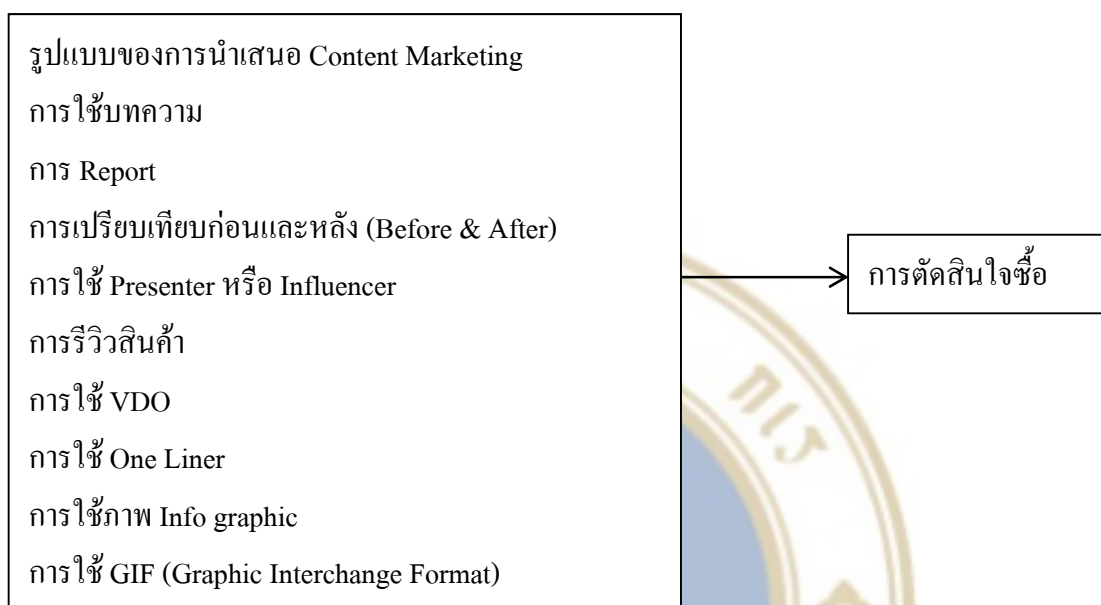 รูปแบบของการนำเสนอ Content Marketing
การใช้บทความ
การ Report
การเปรียบเทียบก่อนและหลัง (Before & After)
การใช้ Presenter หรือ Influencer
การรีวิวสินค้า
การใช้ VDO
การใช้ One Liner
การใช้ภาพ Info graphic
การใช้ GIF (Graphic Interchange Format)
การตัดสินใจซื้อ